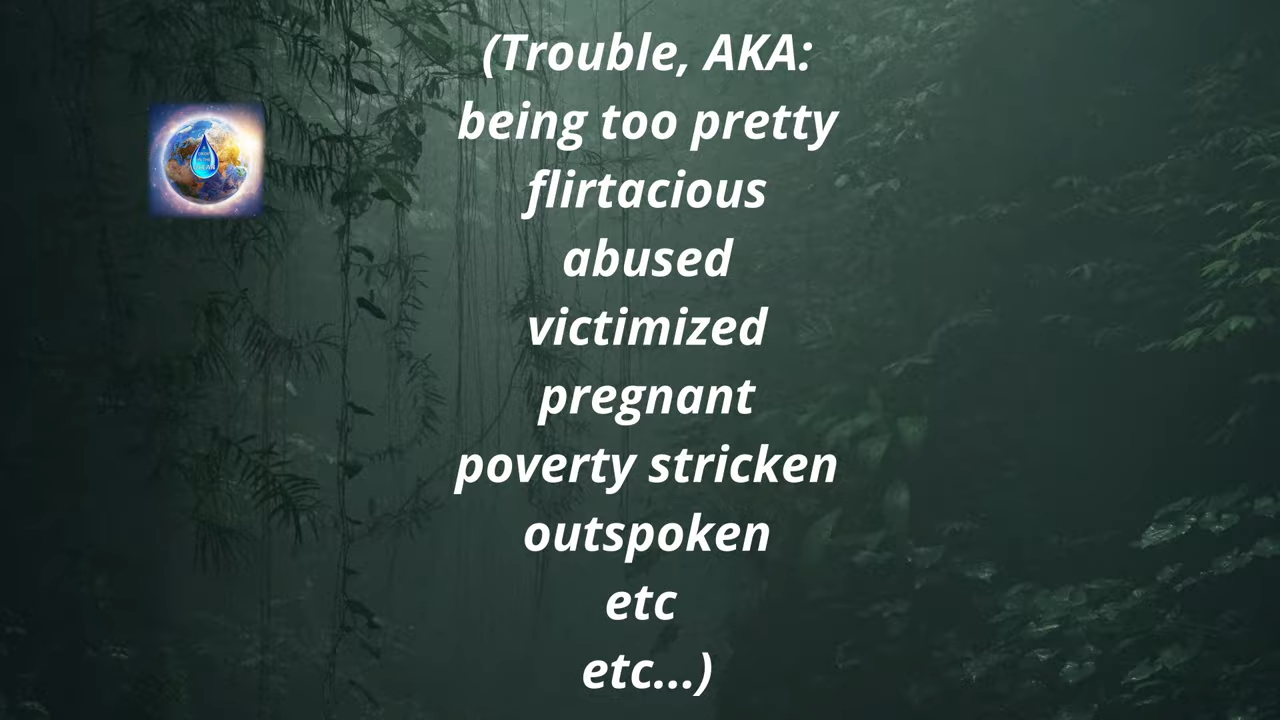 (Trouble, AKA:
being too pretty
flirtacious
abused
victimized
pregnant
poverty stricken
outspoken
etc
etc...)